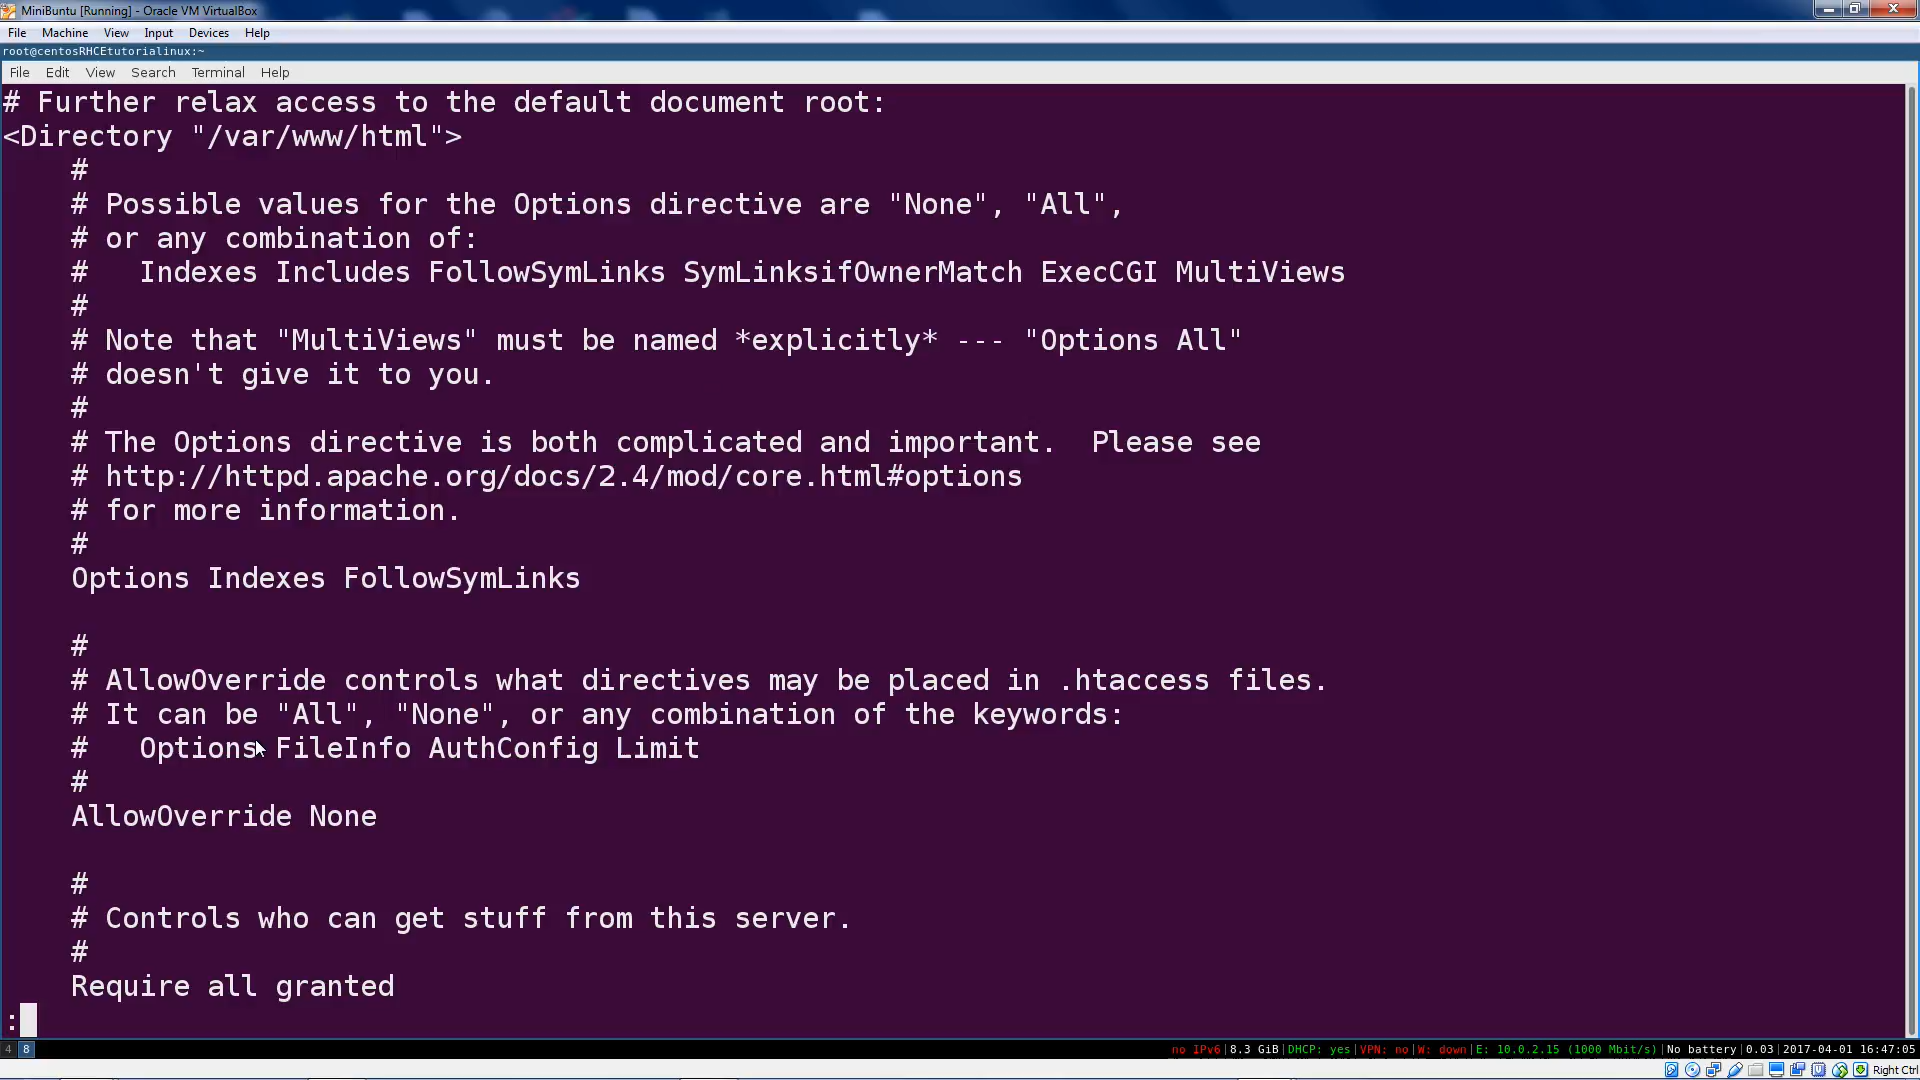 MiniBuntu [Running] - Oracle VM VirtualBox
File Machine View Input Devices Help
root@centosRHCEtutorialinux:~
File Edit View Search Terminal Help
# Further relax access to the default document root:
<Directory "/var/www/html">
#
# Possible values for the Options directive are "None", "All",
# or any combination of:
#   Indexes Includes FollowSymLinks SymLinksifOwnerMatch ExecCGI MultiViews
#
# Note that "MultiViews" must be named *explicitly* --- "Options All"
# doesn't give it to you.
#
# The Options directive is both complicated and important.  Please see
# http://httpd.apache.org/docs/2.4/mod/core.html#options
# for more information.
#
Options Indexes FollowSymLinks
#
# AllowOverride controls what directives may be placed in .htaccess files.
# It can be "All", "None", or any combination of the keywords:
#   Options FileInfo AuthConfig Limit
#
AllowOverride None
#
# Controls who can get stuff from this server.
#
Require all granted
:
4 8 no IPv6|8.3 GiB|DHCP: yes|VPN: no|W: down|E: 10.0.2.15 (1000 Mbit/s)|No battery|0.03|2017-04-01 16:47:05
Right Ctrl